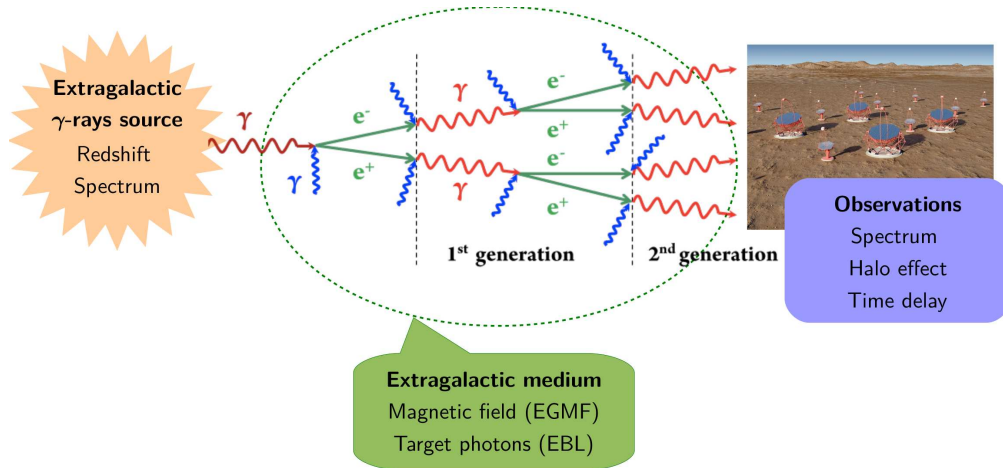 Extragalactic
γ-rays source
Redshift
Spectrum
γ
γ
e⁻
e⁺
γ
γ
e⁻
e⁺
e⁻
e⁺
1ˢᵗ generation
2ⁿᵈ generation
Observations
Spectrum
Halo effect
Time delay
Extragalactic medium
Magnetic field (EGMF)
Target photons (EBL)